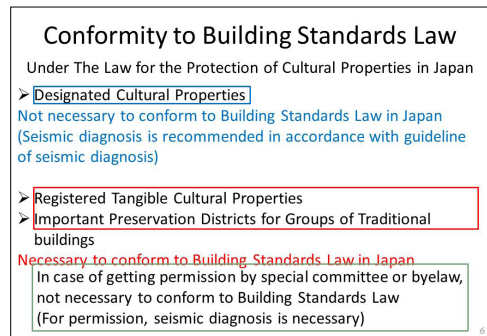 Conformity to Building Standards Law
Under The Law for the Protection of Cultural Properties in Japan
➢ Designated Cultural Properties
Not necessary to conform to Building Standards Law in Japan
(Seismic diagnosis is recommended in accordance with guideline
of seismic diagnosis)
➢ Registered Tangible Cultural Properties
➢ Important Preservation Districts for Groups of Traditional
buildings
Necessary to conform to Building Standards Law in Japan
In case of getting permission by special committee or byelaw,
not necessary to conform to Building Standards Law
(For permission, seismic diagnosis is necessary)
6